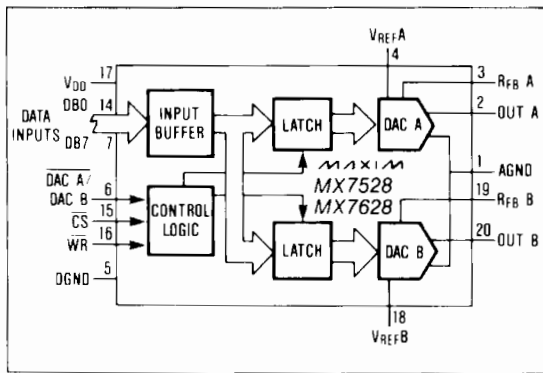 VREFA
4
17
VDD
3
RFB A
DB0
14
2
OUT A
DATA
INPUTS
INPUT
BUFFER
LATCH
DAC A
DB7
7
MAXIM
1
AGND
DAC A/
DAC B
6
MX7528
19
RFB B
CS
15
CONTROL
LOGIC
MX7628
WR
16
20
OUT B
LATCH
DAC B
DGND
5
18
VREFB